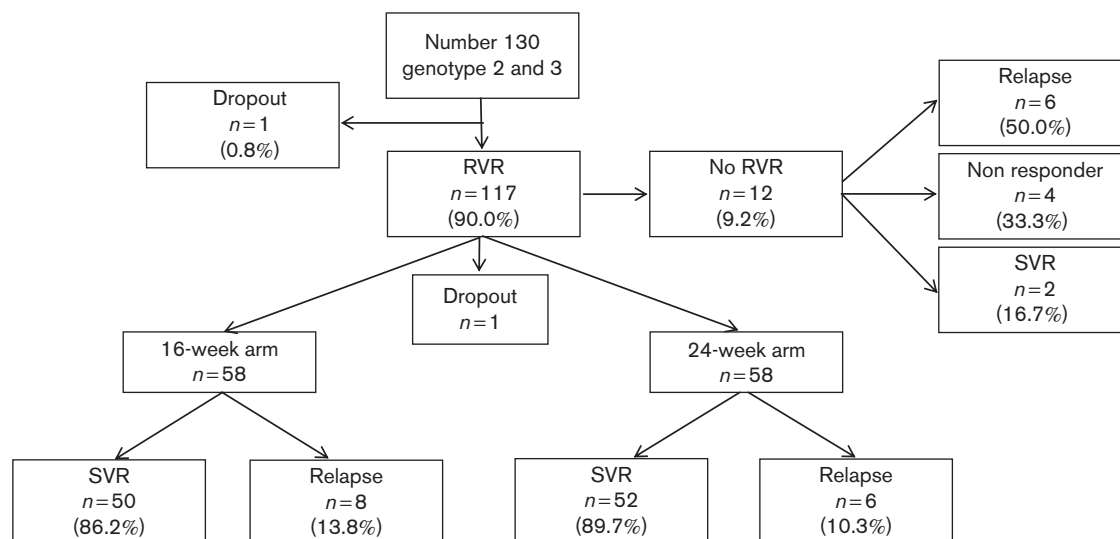 Number 130
genotype 2 and 3
Dropout
n=1
(0.8%)
Relapse
n=6
(50.0%)
RVR
n=117
(90.0%)
No RVR
n=12
(9.2%)
Non responder
n=4
(33.3%)
SVR
n=2
(16.7%)
Dropout
n=1
16-week arm
n=58
24-week arm
n=58
SVR
n=50
(86.2%)
Relapse
n=8
(13.8%)
SVR
n=52
(89.7%)
Relapse
n=6
(10.3%)